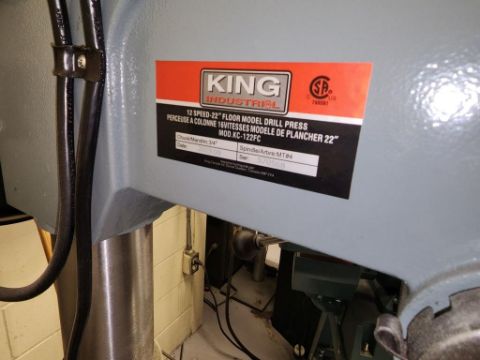 KING
INDUSTRIAL
12 SPEED-22" FLOOR MODEL DRILL PRESS
PERCEUSE A COLONNE 16VITESSES MODELE DE PLANCHER 22"
MOD. KC-122FC
Chuck/Mandrin: 3/4" Spindle/Arbre: MT#4
Date: Ser: